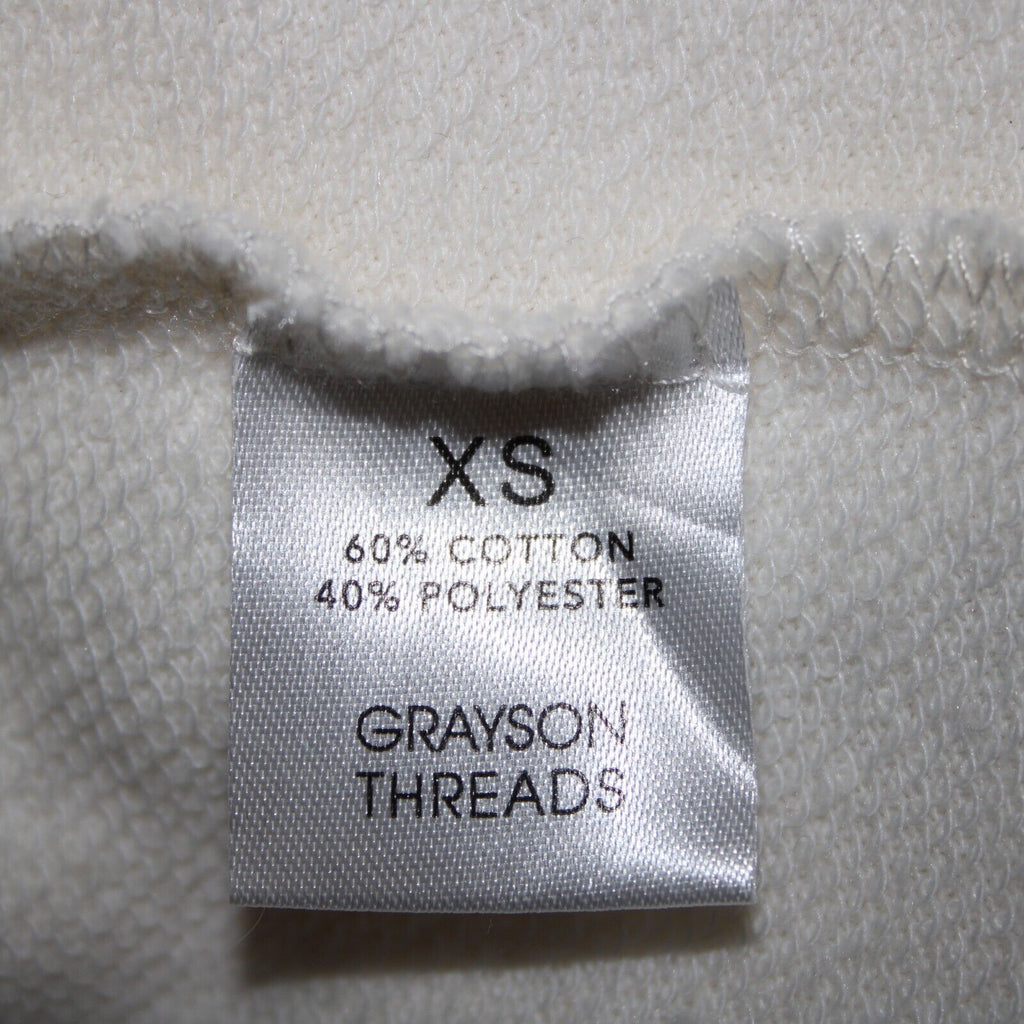 XS
60% COTTON
40% POLYESTER
GRAYSON
THREADS